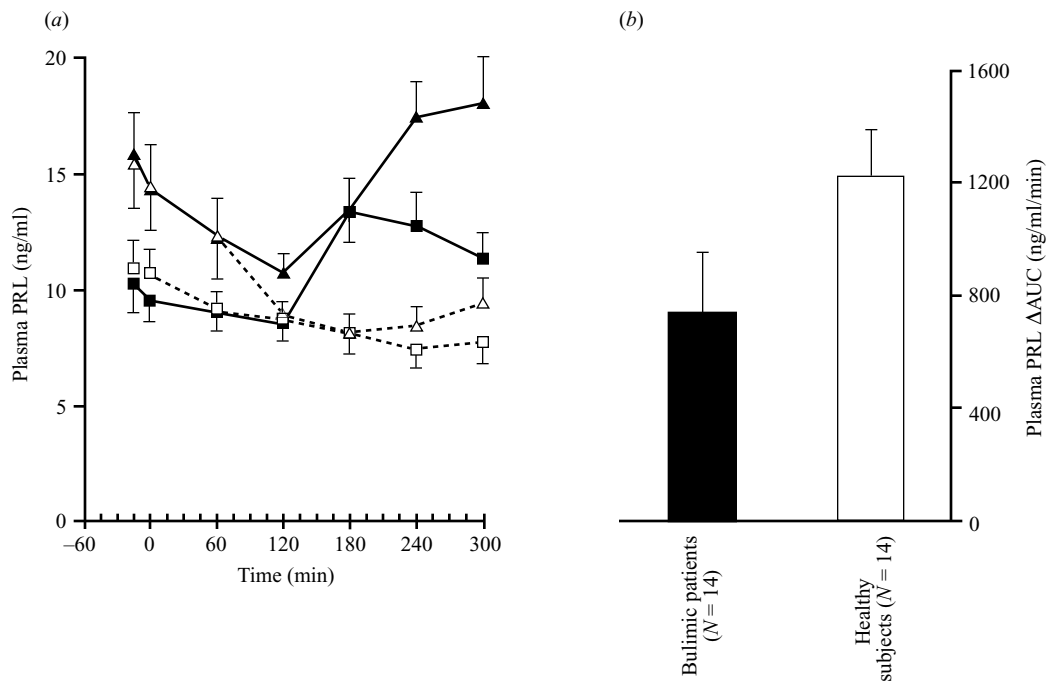 (a)
20
15
10
5
0
Plasma PRL (ng/ml)
–60
0
60
120
180
240
300
Time (min)
(b)
1600
1200
800
400
0
Plasma PRL ΔAUC (ng/ml/min)
Bulimic patients
(N = 14)
Healthy
subjects (N = 14)